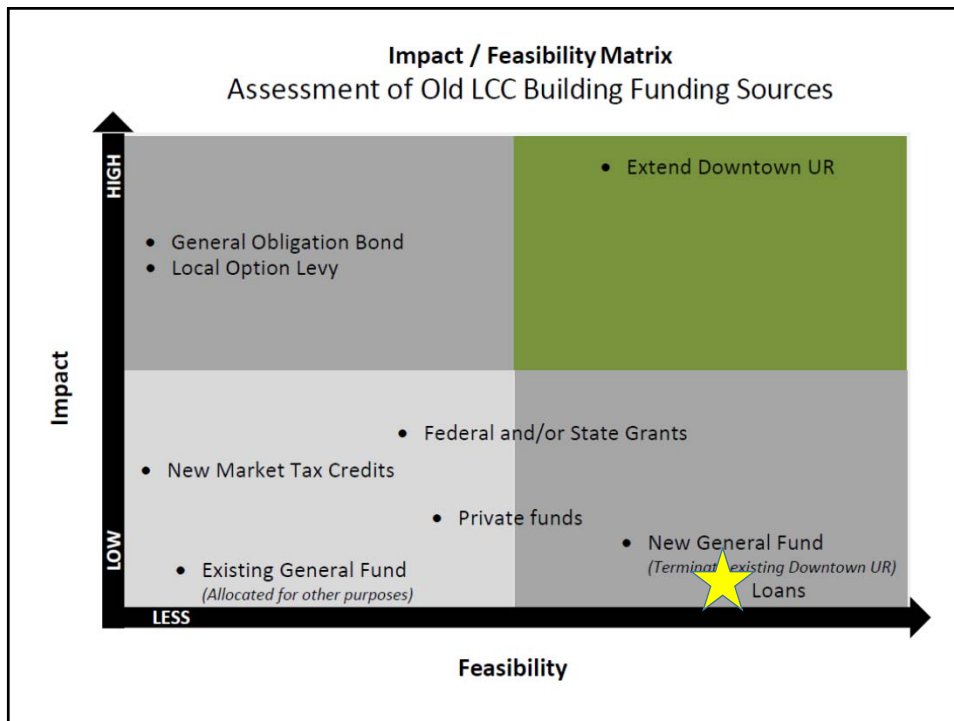 Impact / Feasibility Matrix
Assessment of Old LCC Building Funding Sources
HIGH
• Extend Downtown UR
• General Obligation Bond
• Local Option Levy
Impact
• Federal and/or State Grants
• New Market Tax Credits
• Private funds
LOW
• New General Fund
(Terminate existing Downtown UR)
• Existing General Fund
(Allocated for other purposes)
Loans
LESS
Feasibility